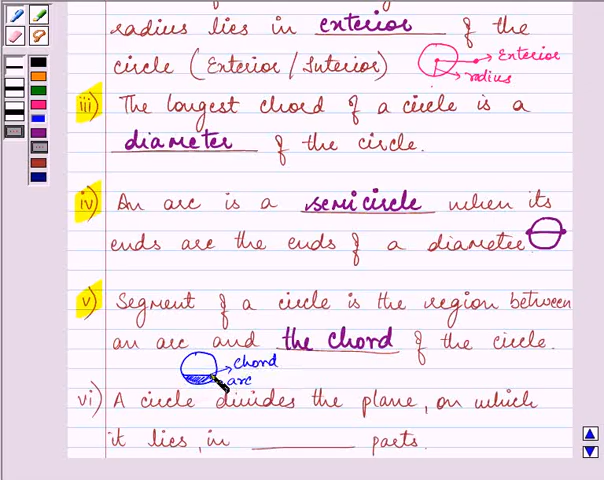 radius lies in exterior of the
circle (Exterior / Interior)
Exterior
radius
iii) The longest chord of a circle is a
diameter of the circle.
iv) An arc is a semicircle when its
ends are the ends of a diameter
v) Segment of a circle is the region between
an arc and the chord of the circle.
chord
arc
vi) A circle divides the plane, on which
it lies, in __________ parts.